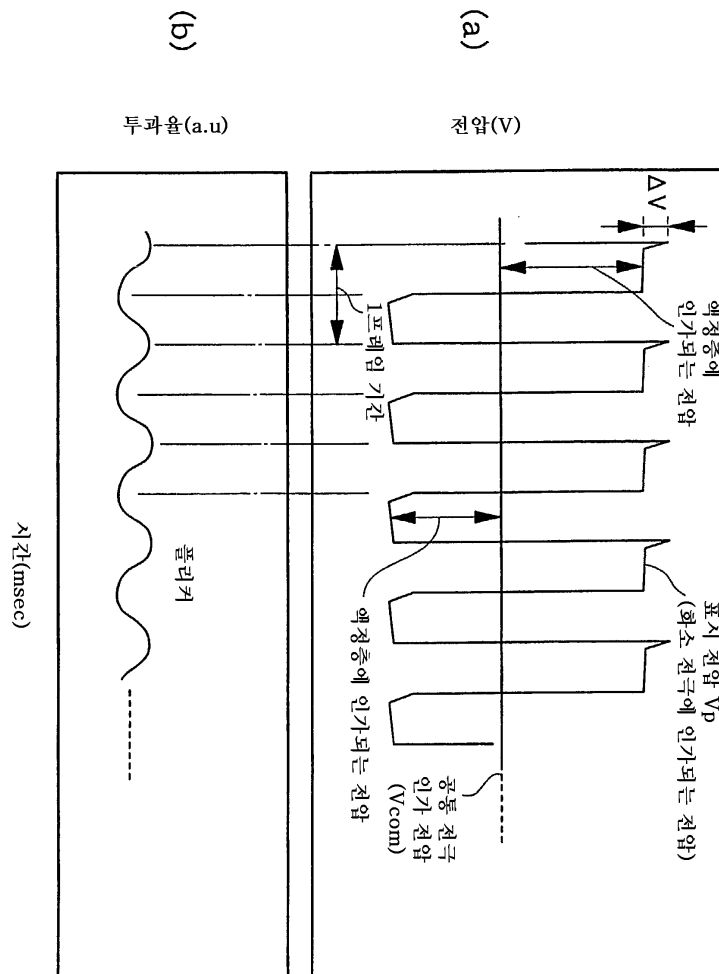 (a)
전압(V)
ΔV
액정층에
인가되는 전압
표시 전압 Vp
(화소 전극에 인가되는 전압)
1프레임 기간
액정층에 인가되는 전압
공통 전극
인가 전압
(Vcom)
(b)
투과율(a.u)
플리커
시간(msec)